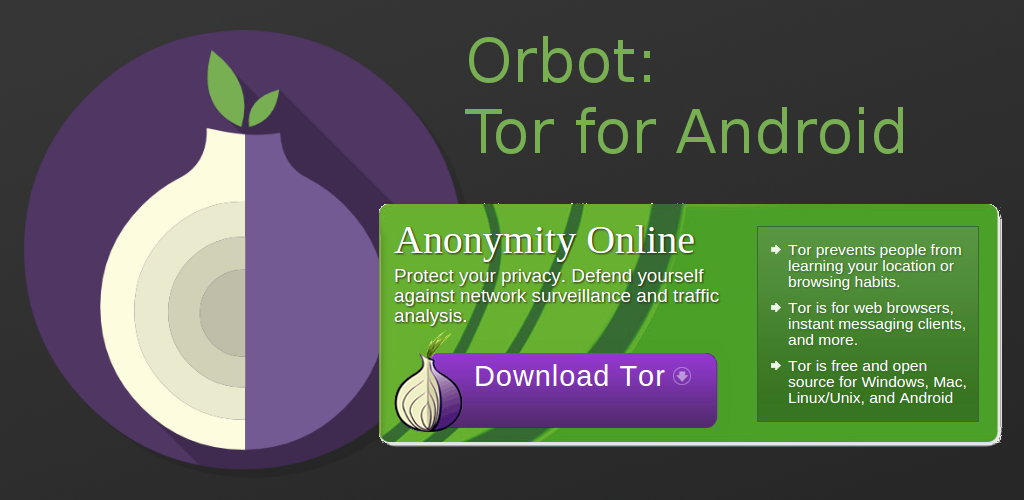 Orbot:
Tor for Android
Anonymity Online
Protect your privacy. Defend yourself
against network surveillance and traffic
analysis.
Download Tor
Tor prevents people from
learning your location or
browsing habits.
Tor is for web browsers,
instant messaging clients,
and more.
Tor is free and open
source for Windows, Mac,
Linux/Unix, and Android